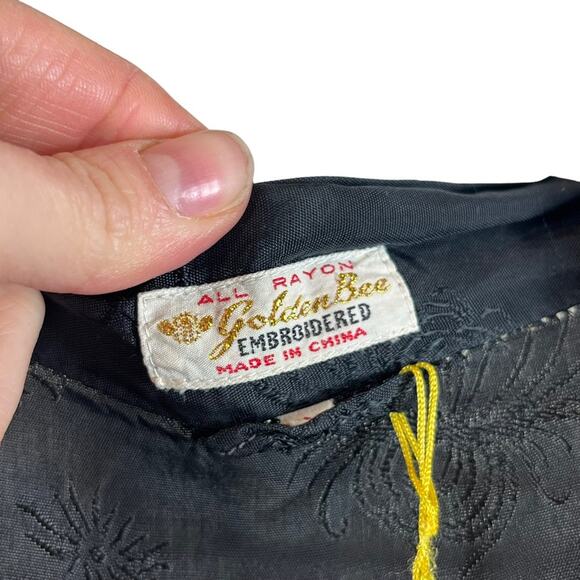 ALL RAYON
Golden Bee
EMBROIDERED
MADE IN CHINA